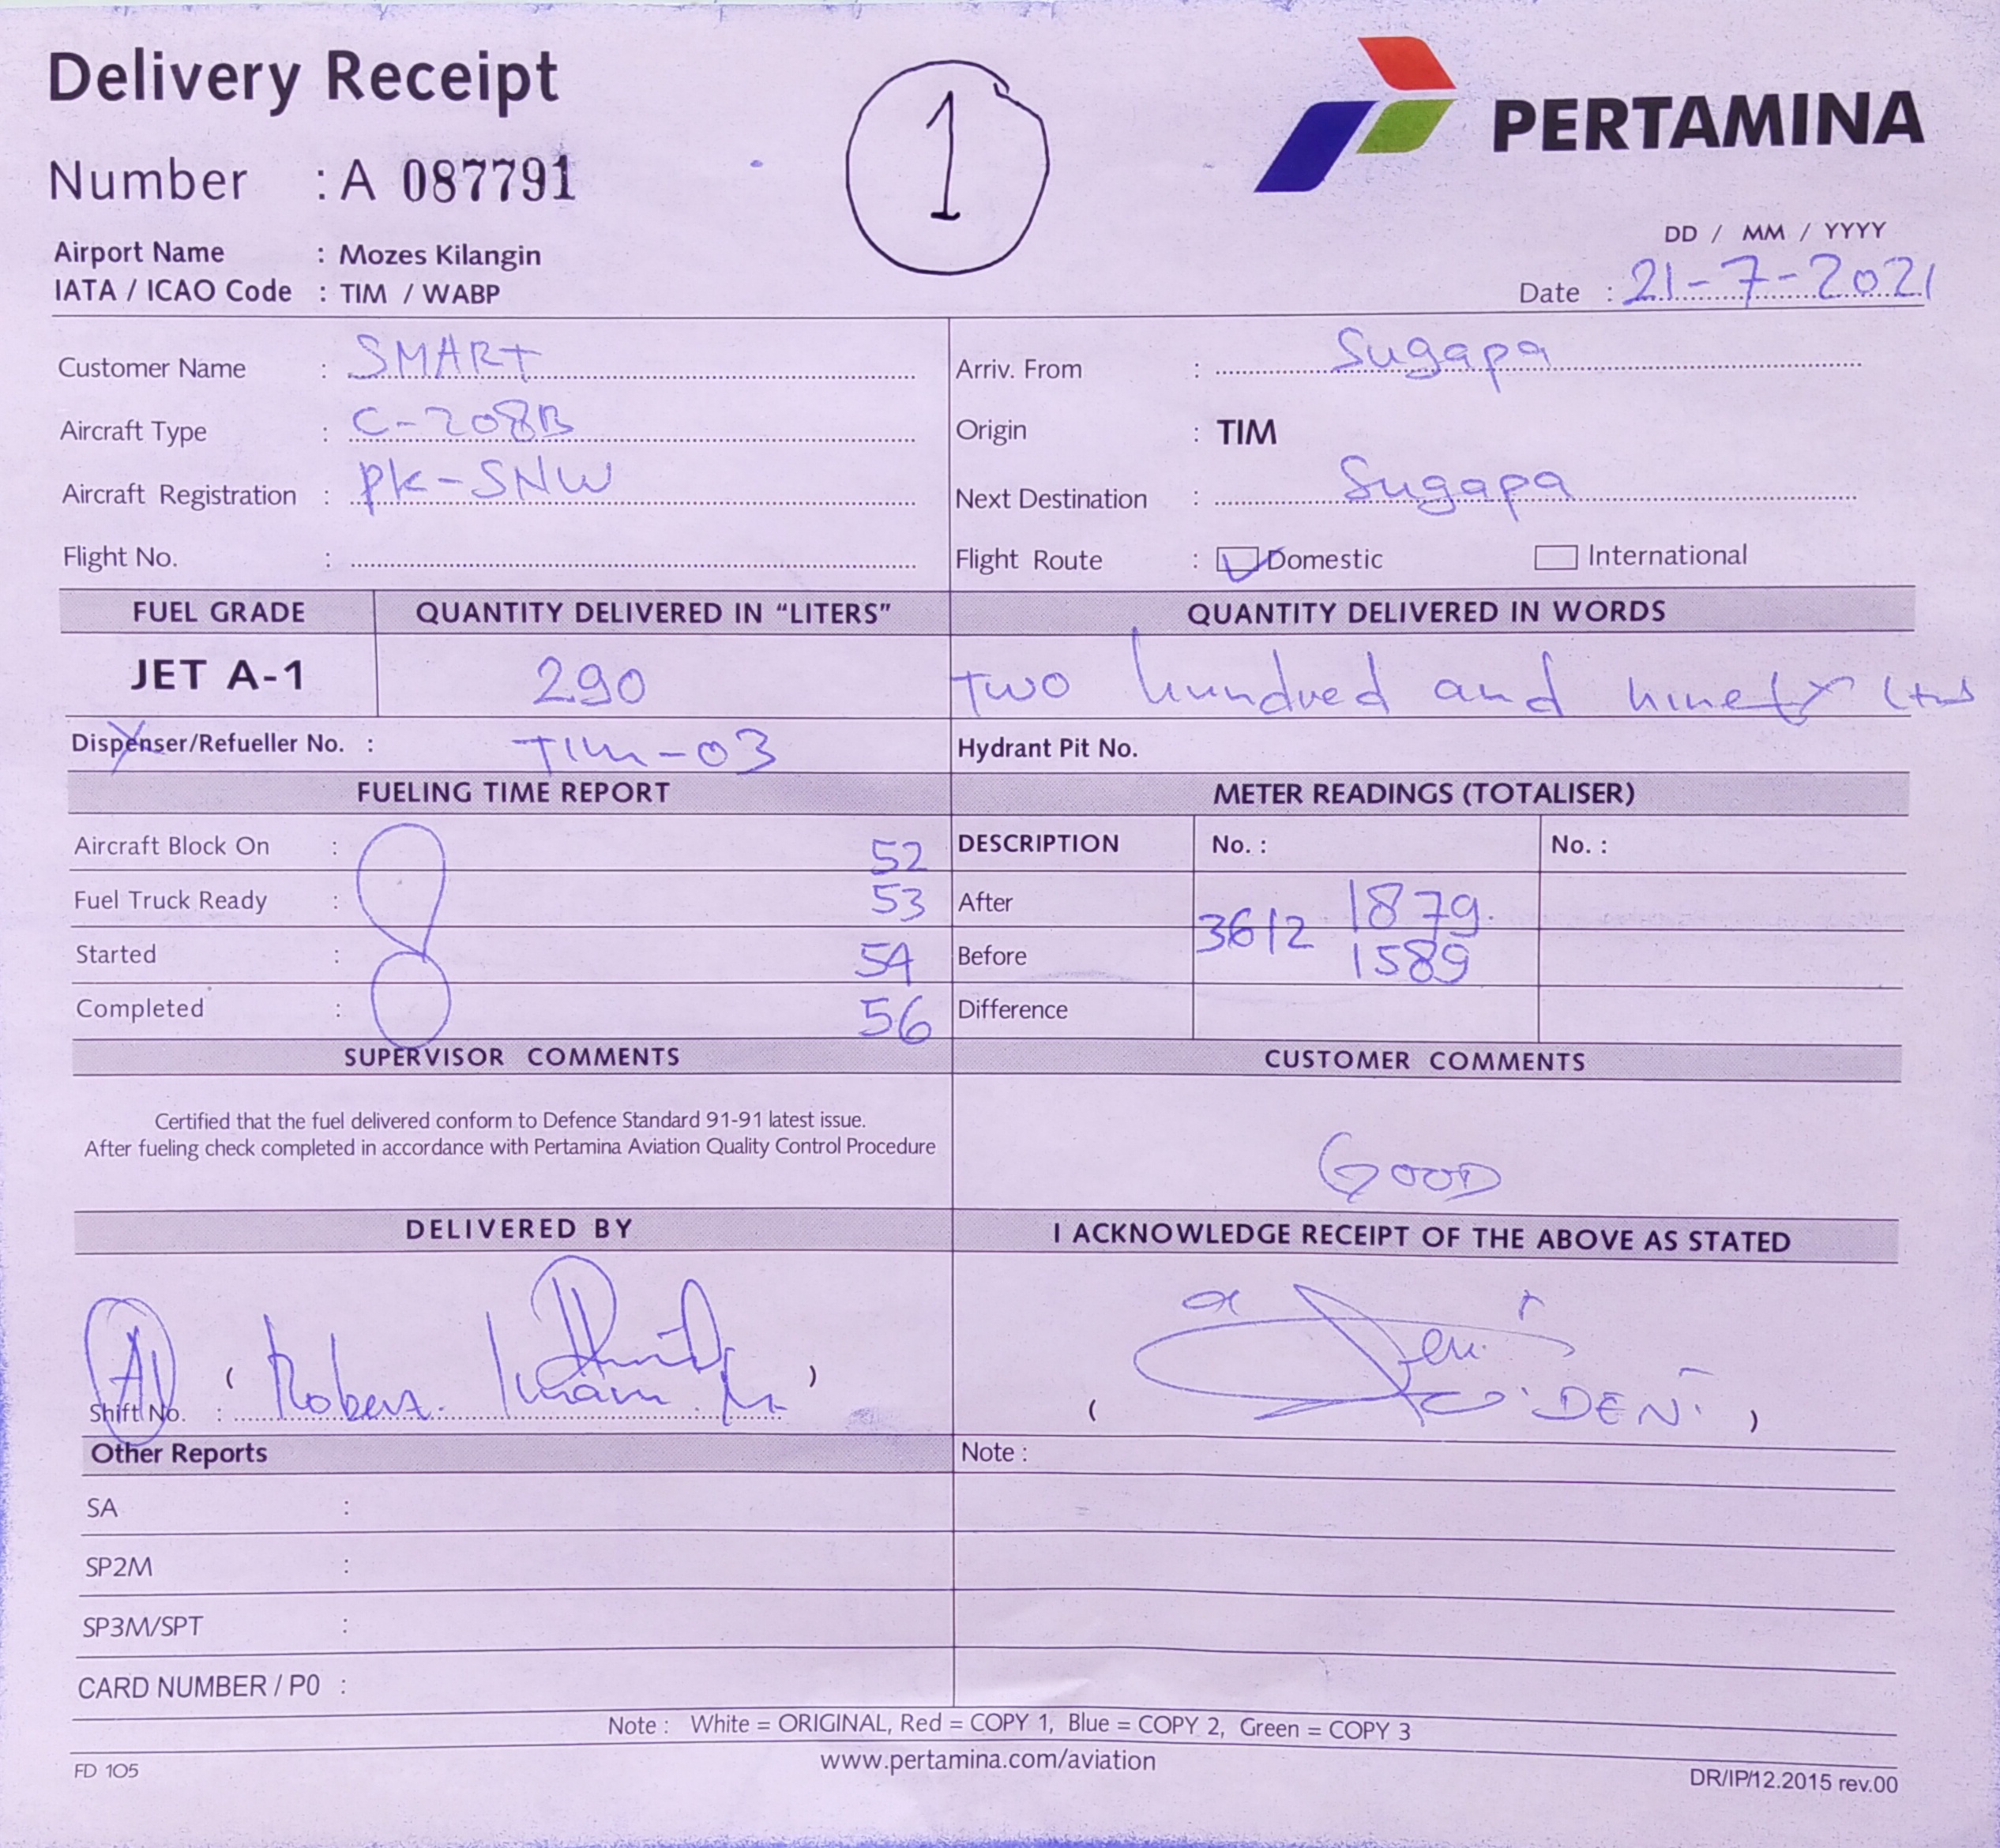 Delivery Receipt
1
PERTAMINA
Number : A 087791
DD / MM / YYYY
Airport Name : Mozes Kilangin
IATA / ICAO Code : TIM / WABP
Date : 21-7-2021
Customer Name : SMART
Arriv. From : Sugapa
Aircraft Type : C-208B
Origin : TIM
Aircraft Registration : PK-SNW
Next Destination : Sugapa
Flight No. :
Flight Route : Domestic International
FUEL GRADE QUANTITY DELIVERED IN “LITERS” QUANTITY DELIVERED IN WORDS
JET A-1 290 Two hundred and ninety Ltrs
Dispenser/Refueller No. : TIM-03 Hydrant Pit No.
FUELING TIME REPORT METER READINGS (TOTALISER)
Aircraft Block On : 52 DESCRIPTION No. : No. :
Fuel Truck Ready : 53 After 3612 1879.
Started : 54 Before 1589
Completed : 56 Difference
SUPERVISOR COMMENTS CUSTOMER COMMENTS
Certified that the fuel delivered conform to Defence Standard 91-91 latest issue.
After fueling check completed in accordance with Pertamina Aviation Quality Control Procedure
GOOD
DELIVERED BY I ACKNOWLEDGE RECEIPT OF THE ABOVE AS STATED
Shift No. : ( ) ( DENI )
Other Reports Note :
SA :
SP2M :
SP3M/SPT :
CARD NUMBER / P0 :
Note : White = ORIGINAL, Red = COPY 1, Blue = COPY 2, Green = COPY 3
www.pertamina.com/aviation
FD 105 DR/IP/12.2015 rev.00